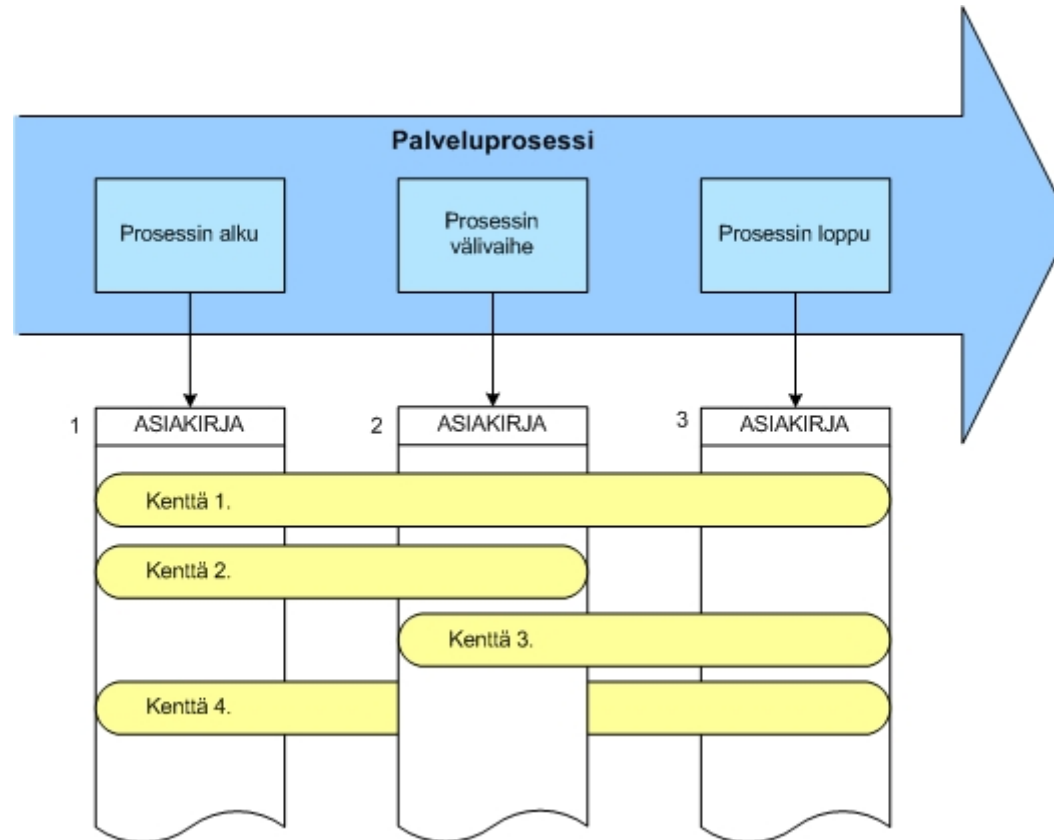 Palveluprosessi
Prosessin alku
Prosessin
välivaihe
Prosessin loppu
1
ASIAKIRJA
2
ASIAKIRJA
3
ASIAKIRJA
Kenttä 1.
Kenttä 2.
Kenttä 3.
Kenttä 4.